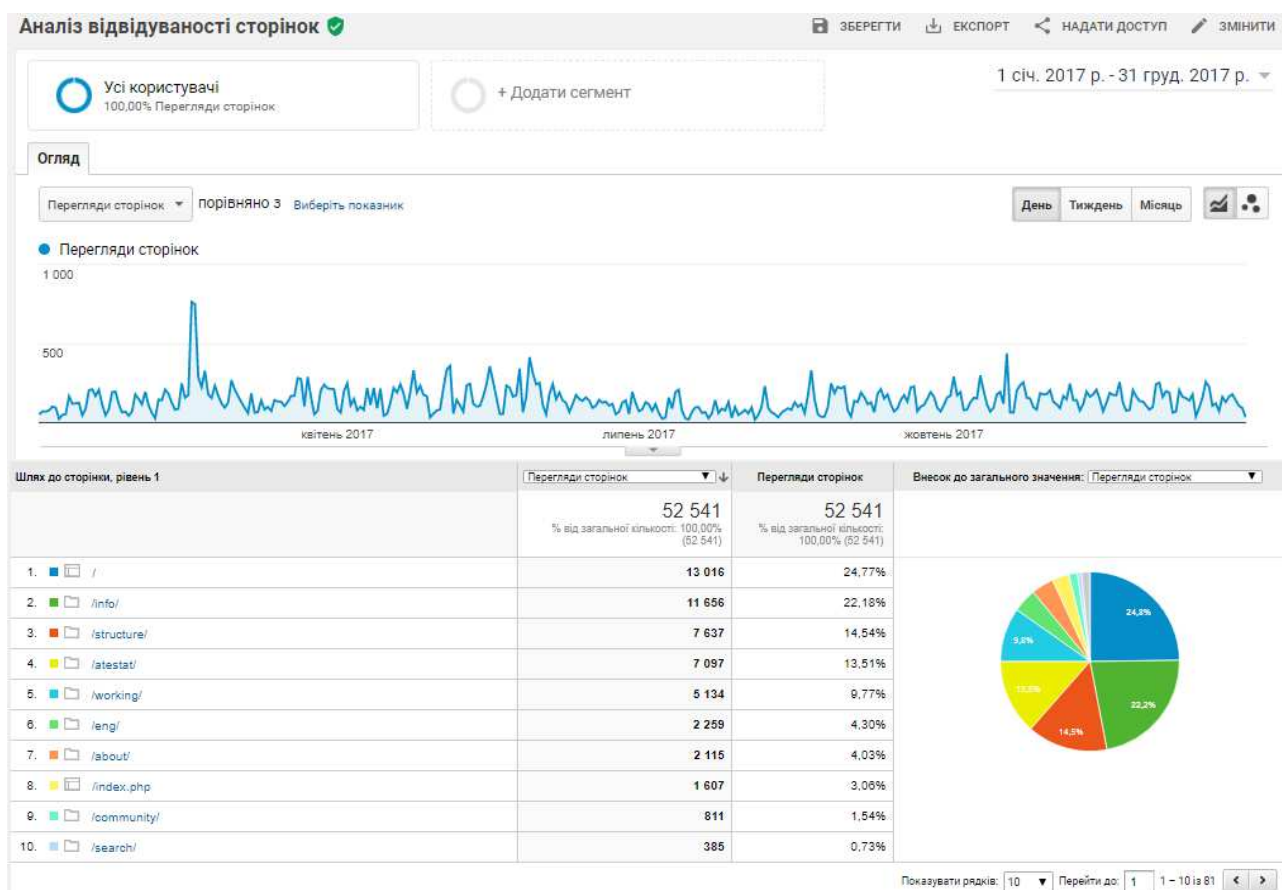 Аналіз відвідуваності сторінок
ЗБЕРЕГТИ ЕКСПОРТ НАДАТИ ДОСТУП ЗМІНИТИ
Усі користувачі
100,00% Перегляди сторінок
+ Додати сегмент
1 січ. 2017 р. - 31 груд. 2017 р.
Огляд
Перегляди сторінок порівняно з Виберіть показник
День Тиждень Місяць
Перегляди сторінок
1 000
500
квітень 2017 липень 2017 жовтень 2017
Шлях до сторінки, рівень 1 Перегляди сторінок Перегляди сторінок Внесок до загального значення: Перегляди сторінок
52 541 52 541
% від загальної кількості: 100,00% % від загальної кількості:
(52 541) 100,00% (52 541)
1. / 13 016 24,77%
2. /info/ 11 656 22,18%
3. /structure/ 7 637 14,54%
4. /atestat/ 7 097 13,51%
5. /working/ 5 134 9,77%
6. /eng/ 2 259 4,30%
7. /about/ 2 115 4,03%
8. /index.php 1 607 3,06%
9. /community/ 811 1,54%
10. /search/ 385 0,73%
24,8%
9,8%
13,5%
22,2%
14,5%
Показувати рядків: 10 Перейти до: 1 1 – 10 із 81